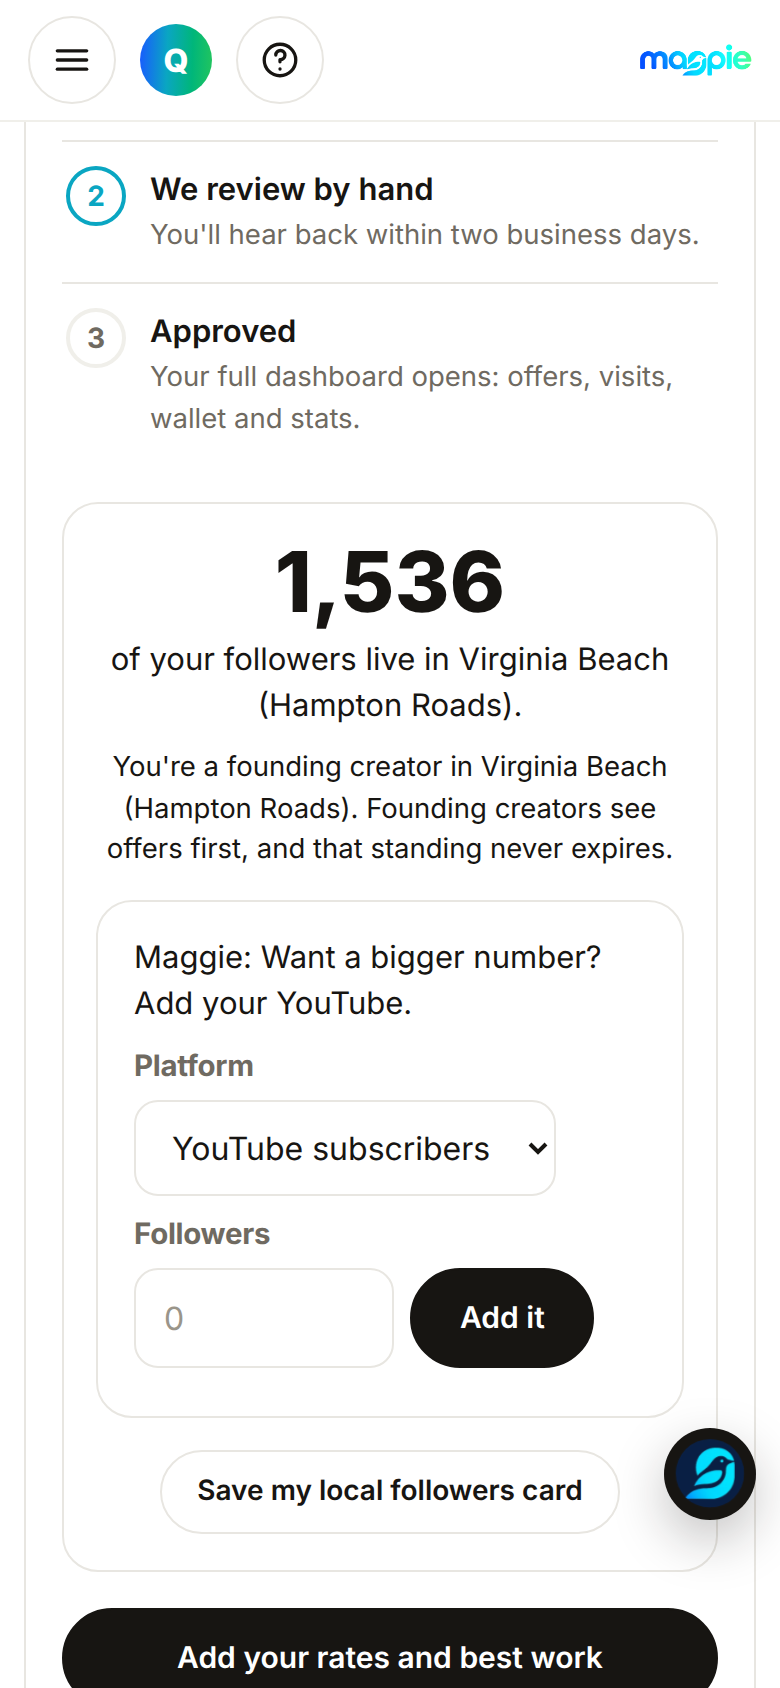 Q
magpie
2
We review by hand
You'll hear back within two business days.
3
Approved
Your full dashboard opens: offers, visits,
wallet and stats.
1,536
of your followers live in Virginia Beach
(Hampton Roads).
You're a founding creator in Virginia Beach
(Hampton Roads). Founding creators see
offers first, and that standing never expires.
Maggie: Want a bigger number?
Add your YouTube.
Platform
YouTube subscribers
Followers
0
Add it
Save my local followers card
Add your rates and best work